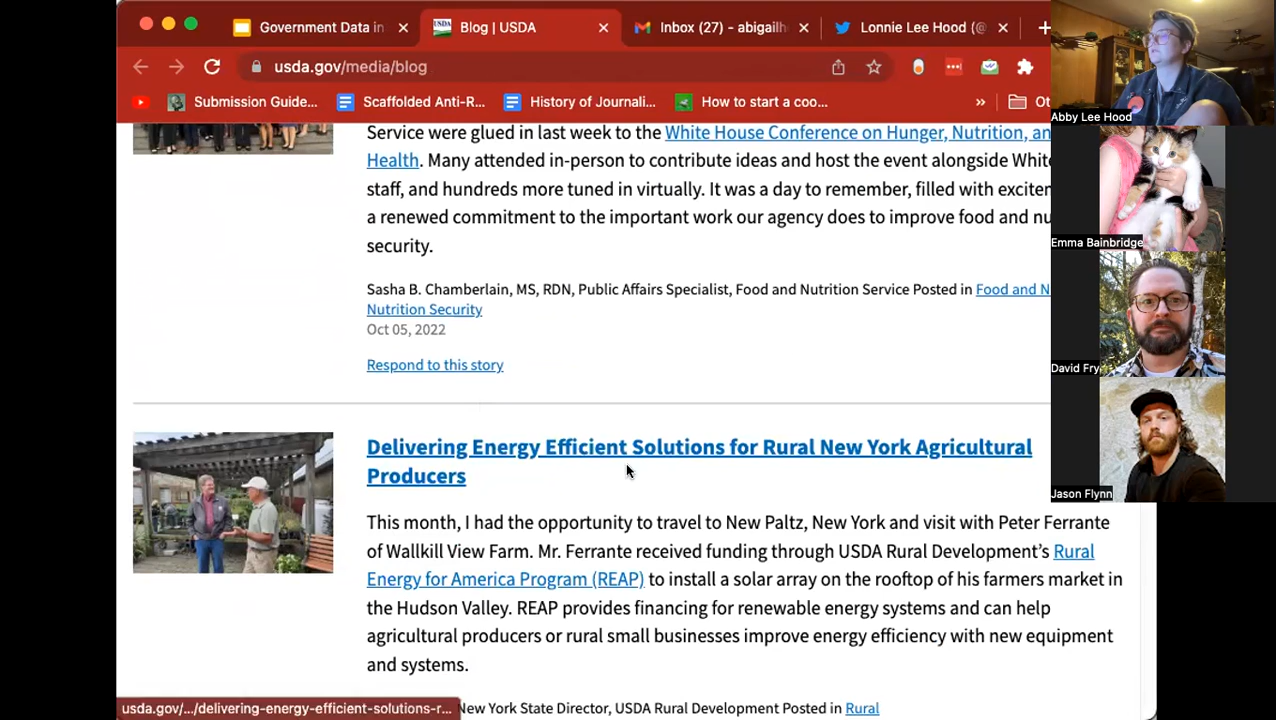 Government Data in
Blog | USDA
Inbox (27) - abigailh
Lonnie Lee Hood (@
usda.gov/media/blog
Submission Guide...
Scaffolded Anti-R...
History of Journali...
How to start a coo...
»
Ot
Service were glued in last week to the White House Conference on Hunger, Nutrition, an
Health. Many attended in-person to contribute ideas and host the event alongside White
staff, and hundreds more tuned in virtually. It was a day to remember, filled with excitem
a renewed commitment to the important work our agency does to improve food and nu
security.
Sasha B. Chamberlain, MS, RDN, Public Affairs Specialist, Food and Nutrition Service Posted in Food and N
Nutrition Security
Oct 05, 2022
Respond to this story
Delivering Energy Efficient Solutions for Rural New York Agricultural
Producers
This month, I had the opportunity to travel to New Paltz, New York and visit with Peter Ferrante
of Wallkill View Farm. Mr. Ferrante received funding through USDA Rural Development's Rural
Energy for America Program (REAP) to install a solar array on the rooftop of his farmers market in
the Hudson Valley. REAP provides financing for renewable energy systems and can help
agricultural producers or rural small businesses improve energy efficiency with new equipment
and systems.
usda.gov/.../delivering-energy-efficient-solutions-r...
New York State Director, USDA Rural Development Posted in Rural
Abby Lee Hood
Emma Bainbridge
David Fry
Jason Flynn